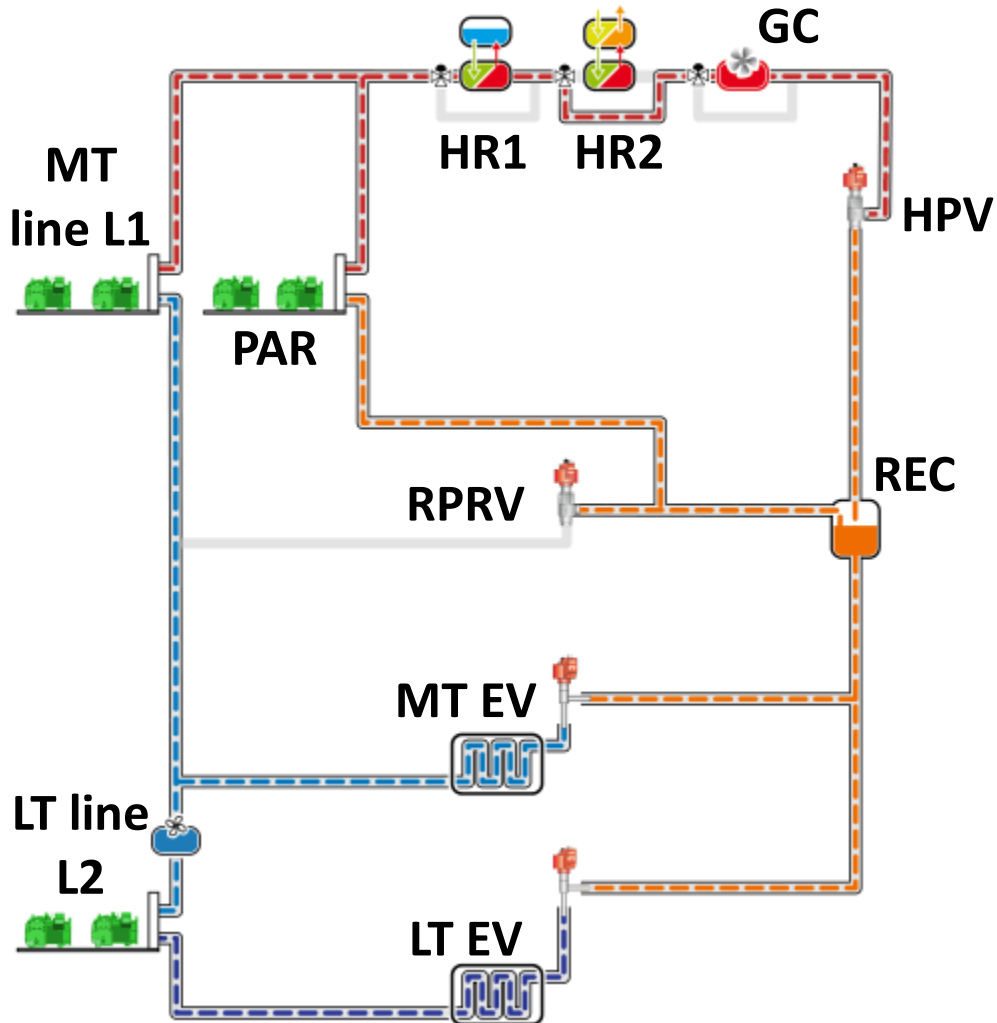 GC
HR1
HR2
MT
line L1
HPV
PAR
REC
RPRV
MT EV
LT line
L2
LT EV